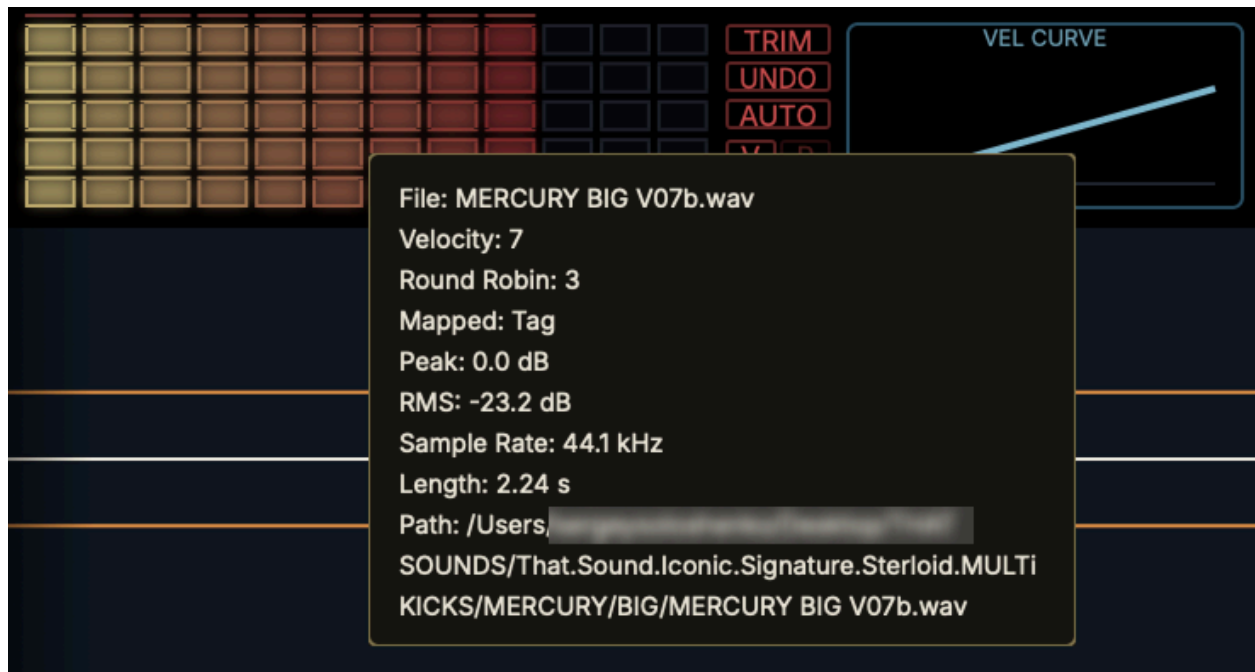 VEL CURVE
TRIM
UNDO
AUTO
File: MERCURY BIG V07b.wav
Velocity: 7
Round Robin: 3
Mapped: Tag
Peak: 0.0 dB
RMS: -23.2 dB
Sample Rate: 44.1 kHz
Length: 2.24 s
Path: /Users/
SOUNDS/That.Sound.Iconic.Signature.Sterloid.MULTi
KICKS/MERCURY/BIG/MERCURY BIG V07b.wav